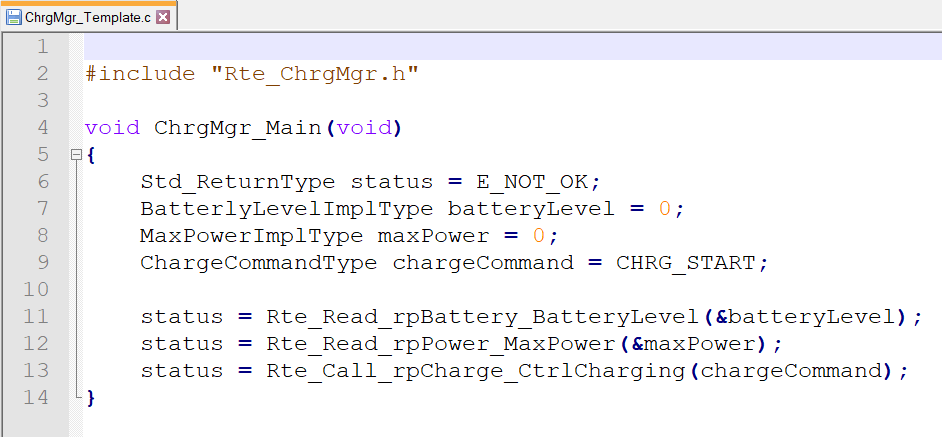 ChrgMgr_Template.c
1
2 #include "Rte_ChrgMgr.h"
3
4 void ChrgMgr_Main(void)
5 {
6 Std_ReturnType status = E_NOT_OK;
7 BatterlyLevelImplType batteryLevel = 0;
8 MaxPowerImplType maxPower = 0;
9 ChargeCommandType chargeCommand = CHRG_START;
10
11 status = Rte_Read_rpBattery_BatteryLevel(&batteryLevel);
12 status = Rte_Read_rpPower_MaxPower(&maxPower);
13 status = Rte_Call_rpCharge_CtrlCharging(chargeCommand);
14 }